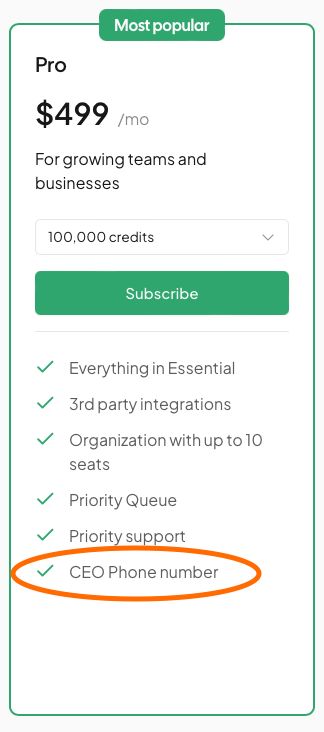 Most popular
Pro
$499 /mo
For growing teams and
businesses
100,000 credits
Subscribe
Everything in Essential
3rd party integrations
Organization with up to 10
seats
Priority Queue
Priority support
CEO Phone number